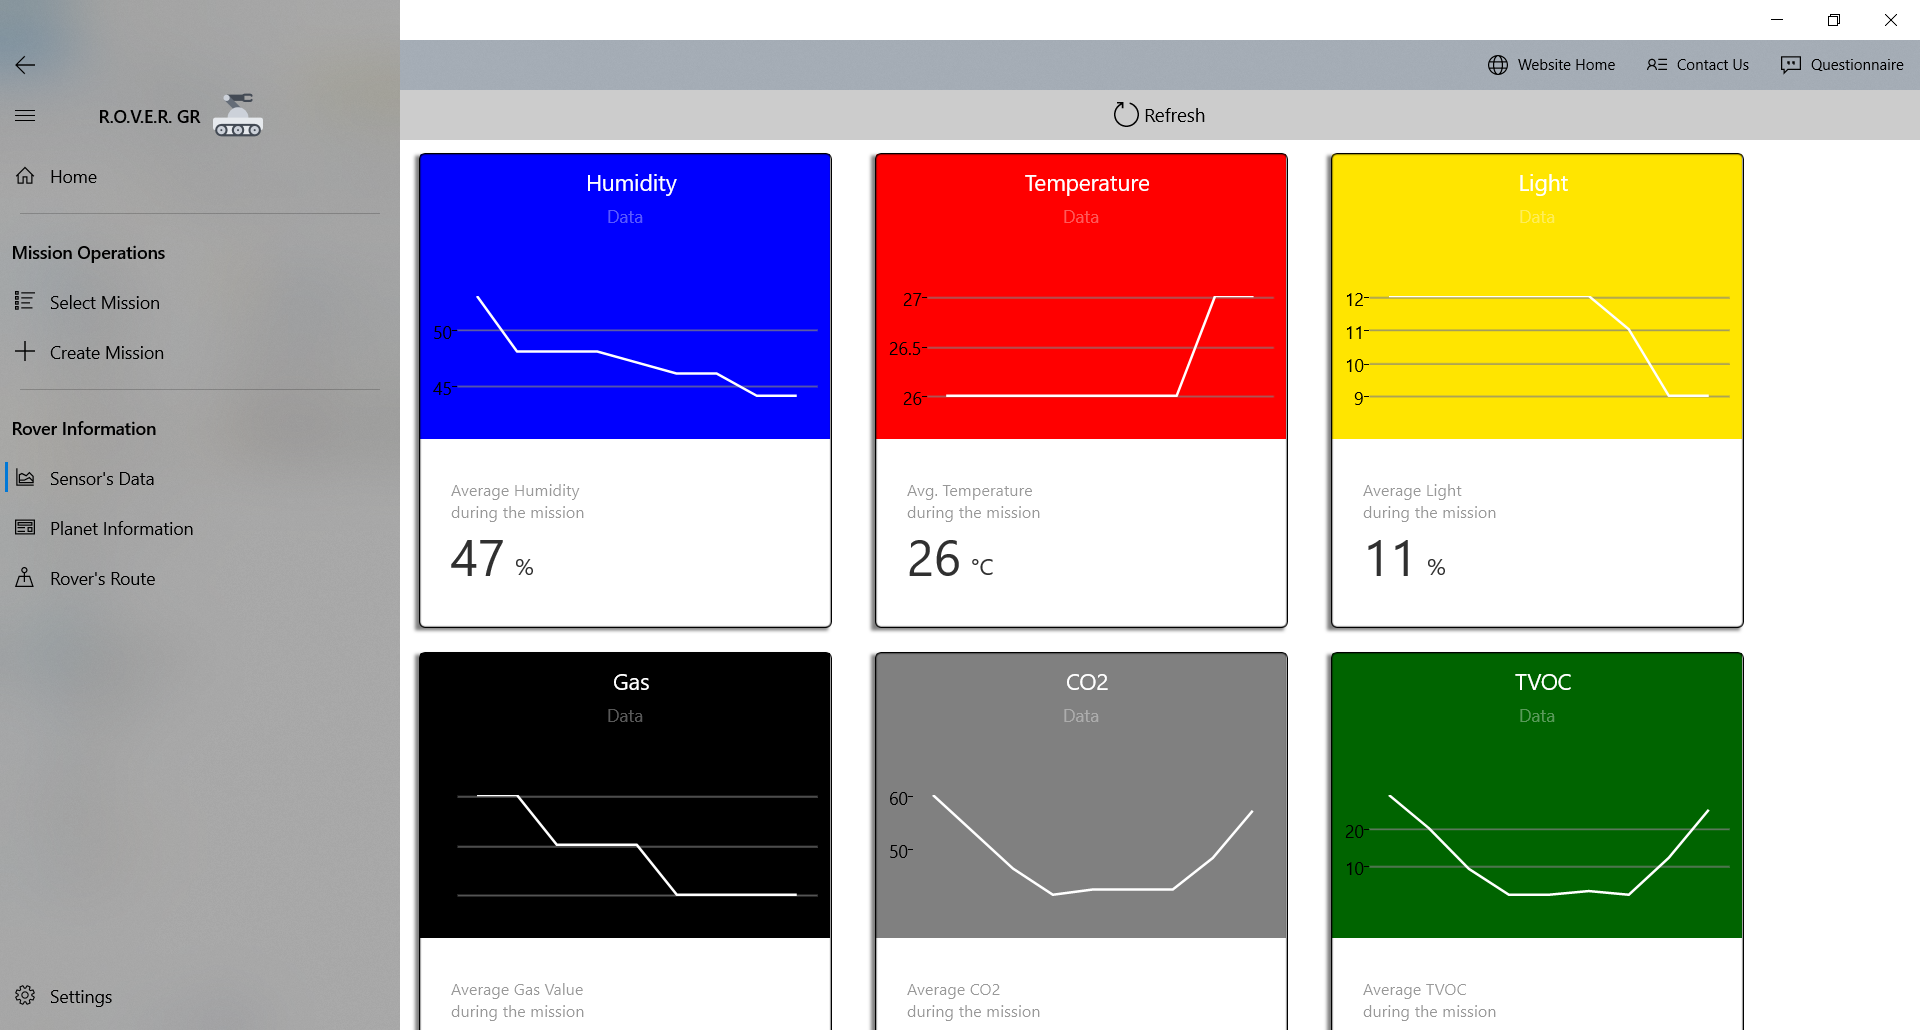 Website Home
Contact Us
Questionnaire
R.O.V.E.R. GR
Refresh
Home
Mission Operations
Select Mission
Create Mission
Rover Information
Sensor's Data
Planet Information
Rover's Route
Settings
Humidity
Data
50
45
Average Humidity
during the mission
47 %
Temperature
Data
27
26.5
26
Avg. Temperature
during the mission
26 °C
Light
Data
12
11
10
9
Average Light
during the mission
11 %
Gas
Data
Average Gas Value
during the mission
CO2
Data
60
50
Average CO2
during the mission
TVOC
Data
20
10
Average TVOC
during the mission